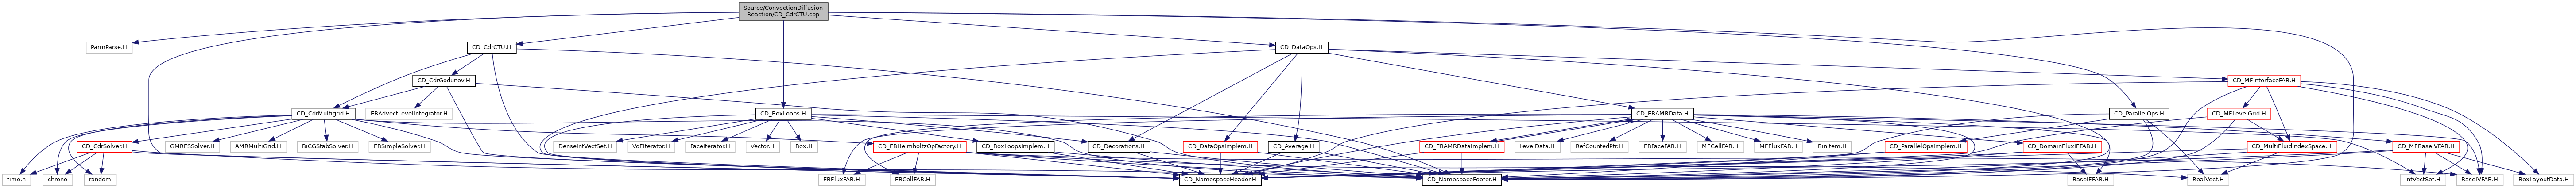 Source/ConvectionDiffusion
Reaction/CD_CdrCTU.cpp
ParmParse.H
CD_CdrCTU.H
CD_DataOps.H
CD_CdrGodunov.H
CD_MFInterfaceFAB.H
CD_CdrMultigrid.H
EBAdvectLevelIntegrator.H
CD_BoxLoops.H
CD_EBAMRData.H
CD_ParallelOps.H
CD_MFLevelGrid.H
CD_CdrSolver.H
GMRESSolver.H
AMRMultiGrid.H
BiCGStabSolver.H
EBSimpleSolver.H
CD_EBHelmholtzOpFactory.H
DenseIntVectSet.H
VoFIterator.H
FaceIterator.H
Vector.H
Box.H
CD_BoxLoopsImplem.H
CD_Decorations.H
CD_DataOpsImplem.H
CD_Average.H
CD_EBAMRDataImplem.H
LevelData.H
RefCountedPtr.H
EBFaceFAB.H
MFCellFAB.H
MFFluxFAB.H
BinItem.H
CD_ParallelOpsImplem.H
CD_DomainFluxIFFAB.H
CD_MultiFluidIndexSpace.H
CD_MFBaseIVFAB.H
time.h
chrono
random
EBFluxFAB.H
EBCellFAB.H
CD_NamespaceHeader.H
CD_NamespaceFooter.H
BaseIFFAB.H
RealVect.H
IntVectSet.H
BaseIVFAB.H
BoxLayoutData.H